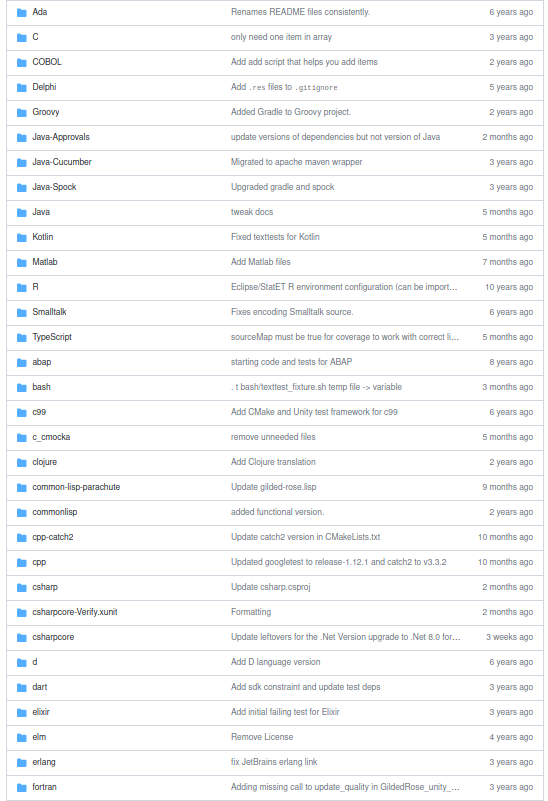 Ada Renames README files consistently. 6 years ago
C only need one item in array 3 years ago
COBOL Add add script that helps you add items 2 years ago
Delphi Add .res files to .gitignore 5 years ago
Groovy Added Gradle to Groovy project. 2 years ago
Java-Approvals update versions of dependencies but not version of Java 2 months ago
Java-Cucumber Migrated to apache maven wrapper 3 years ago
Java-Spock Upgraded gradle and spock 3 years ago
Java tweak docs 5 months ago
Kotlin Fixed texttests for Kotlin 5 months ago
Matlab Add Matlab files 7 months ago
R Eclipse/StatET R environment configuration (can be import… 10 years ago
Smalltalk Fixes encoding Smalltalk source. 6 years ago
TypeScript sourceMap must be true for coverage to work with correct li… 5 months ago
abap starting code and tests for ABAP 8 years ago
bash . t bash/texttest_fixture.sh temp file -> variable 3 months ago
c99 Add CMake and Unity test framework for c99 6 years ago
c_cmocka remove unneeded files 5 months ago
clojure Add Clojure translation 2 years ago
common-lisp-parachute Update gilded-rose.lisp 9 months ago
commonlisp added functional version. 2 years ago
cpp-catch2 Update catch2 version in CMakeLists.txt 10 months ago
cpp Updated googletest to release-1.12.1 and catch2 to v3.3.2 10 months ago
csharp Update csharp.csproj 2 months ago
csharpcore-Verify.xunit Formatting 2 months ago
csharpcore Update leftovers for the .Net Version upgrade to .Net 8.0 for… 3 weeks ago
d Add D language version 6 years ago
dart Add sdk constraint and update test deps 3 years ago
elixir Add initial failing test for Elixir 3 years ago
elm Remove License 4 years ago
erlang fix JetBrains erlang link 3 years ago
fortran Adding missing call to update_quality in GildedRose_unity_… 3 years ago